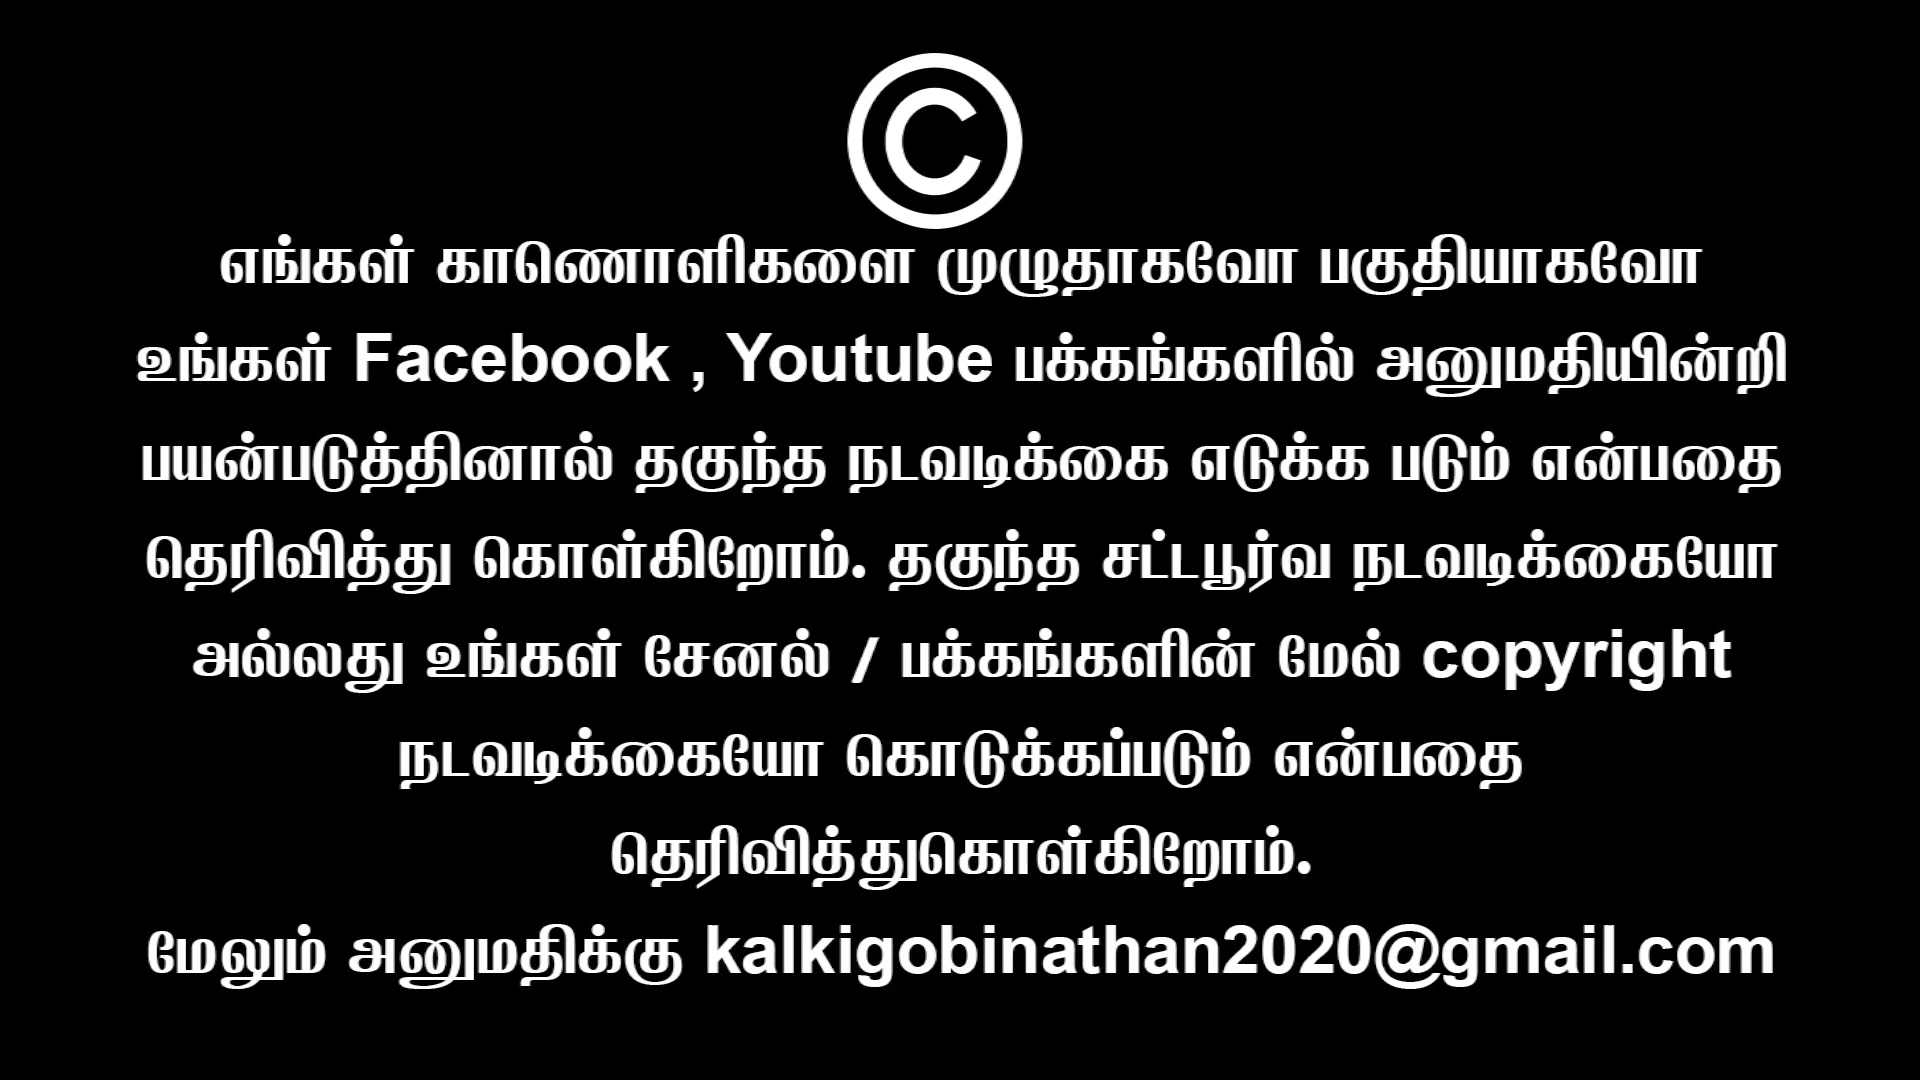 ©
எங்கள் காணொளிகளை முழுதாகவோ பகுதியாகவோ
உங்கள் Facebook , Youtube பக்கங்களில் அனுமதியின்றி
பயன்படுத்தினால் தகுந்த நடவடிக்கை எடுக்க படும் என்பதை
தெரிவித்து கொள்கிறோம். தகுந்த சட்டபூர்வ நடவடிக்கையோ
அல்லது உங்கள் சேனல் / பக்கங்களின் மேல் copyright
நடவடிக்கையோ கொடுக்கப்படும் என்பதை
தெரிவித்துகொள்கிறோம்.
மேலும் அனுமதிக்கு kalkigobinathan2020@gmail.com